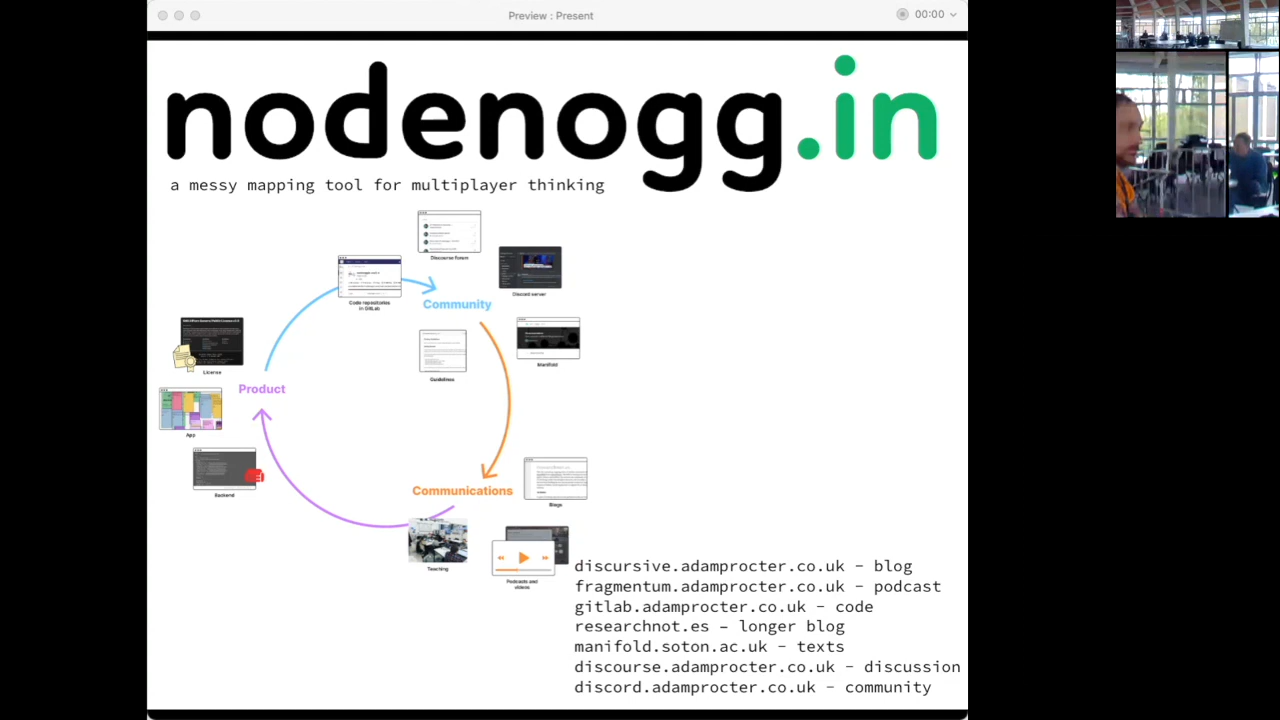 Preview : Present
00:00
nodenogg.in
a messy mapping tool for multiplayer thinking
Discourse forum
Discord server
Code repositories
in GitLab
Community
Manifold
License
Guidelines
Product
App
Backend
Communications
Blogs
Teaching
Podcasts and
videos
discursive.adamprocter.co.uk - blog
fragmentum.adamprocter.co.uk - podcast
gitlab.adamprocter.co.uk - code
researchnot.es – longer blog
manifold.soton.ac.uk - texts
discourse.adamprocter.co.uk - discussion
discord.adamprocter.co.uk - community